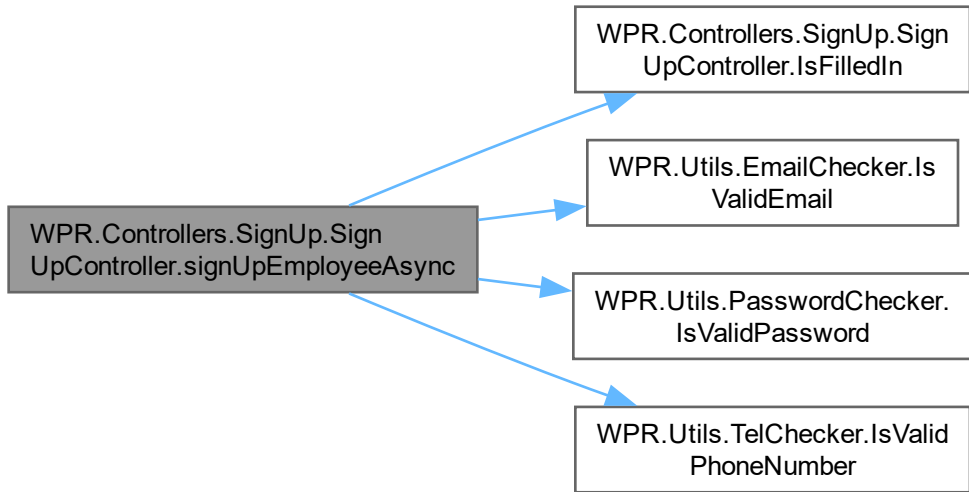 WPR.Controllers.SignUp.Sign
UpController.IsFilledIn
WPR.Utils.EmailChecker.Is
ValidEmail
WPR.Controllers.SignUp.Sign
UpController.signUpEmployeeAsync
WPR.Utils.PasswordChecker.
IsValidPassword
WPR.Utils.TelChecker.IsValid
PhoneNumber